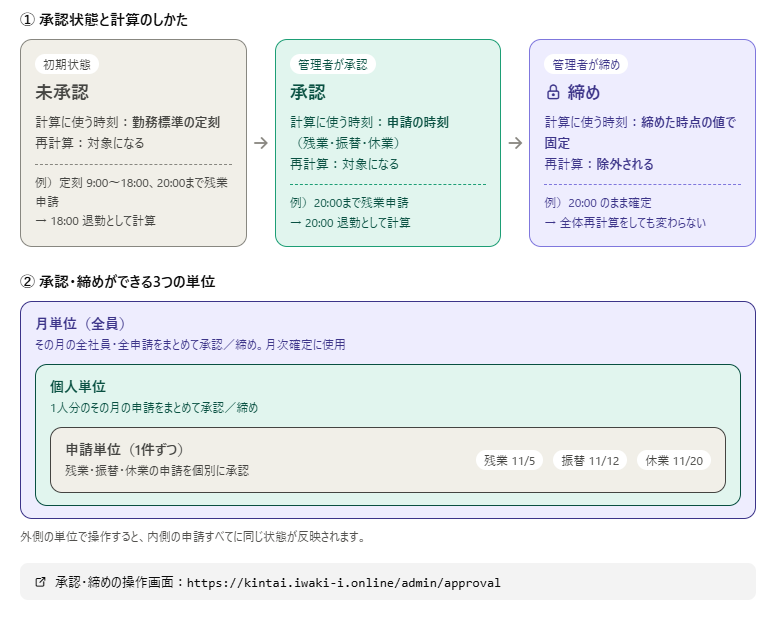 ① 承認状態と計算のしかた
初期状態
未承認
計算に使う時刻：勤務標準の定刻
再計算：対象になる
例）定刻 9:00～18:00、20:00まで残業
申請
→ 18:00 退勤として計算
→
管理者が承認
承認
計算に使う時刻：申請の時刻
（残業・振替・休業）
再計算：対象になる
例）20:00まで残業申請
→ 20:00 退勤として計算
→
管理者が締め
締め
計算に使う時刻：締めた時点の値で
固定
再計算：除外される
例）20:00 のまま確定
→ 全体再計算をしても変わらない
② 承認・締めができる3つの単位
月単位（全員）
その月の全社員・全申請をまとめて承認／締め。月次確定に使用
個人単位
1人分のその月の申請をまとめて承認／締め
申請単位（1件ずつ）
残業・振替・休業の申請を個別に承認
残業 11/5
振替 11/12
休業 11/20
外側の単位で操作すると、内側の申請すべてに同じ状態が反映されます。
承認・締めの操作画面：https://kintai.iwaki-i.online/admin/approval